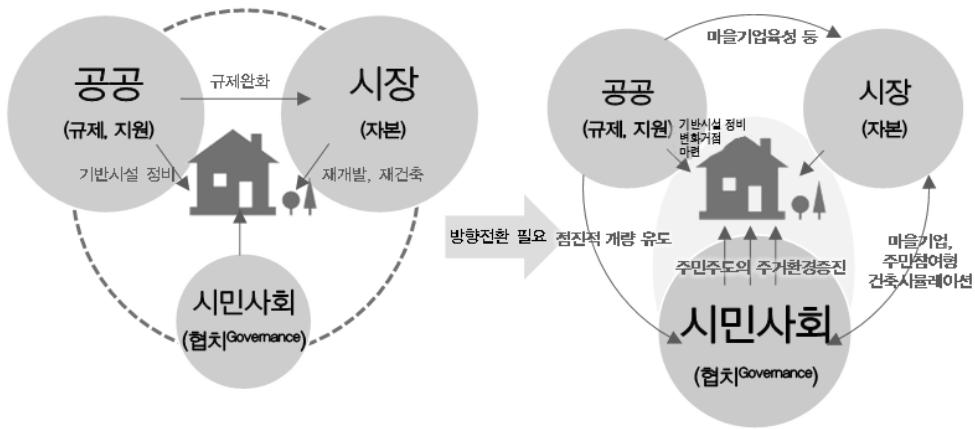 공공
(규제, 지원)
규제완화
시장
(자본)
기반시설 정비
재개발, 재건축
시민사회
(협치Governance)
방향전환 필요
마을기업육성 등
공공
(규제, 지원)
시장
(자본)
기반시설 정비
변화거점
마련
점진적 개량 유도
주민주도의 주거환경증진
마을기업,
주민참여형
건축시뮬레이션
시민사회
(협치Governance)